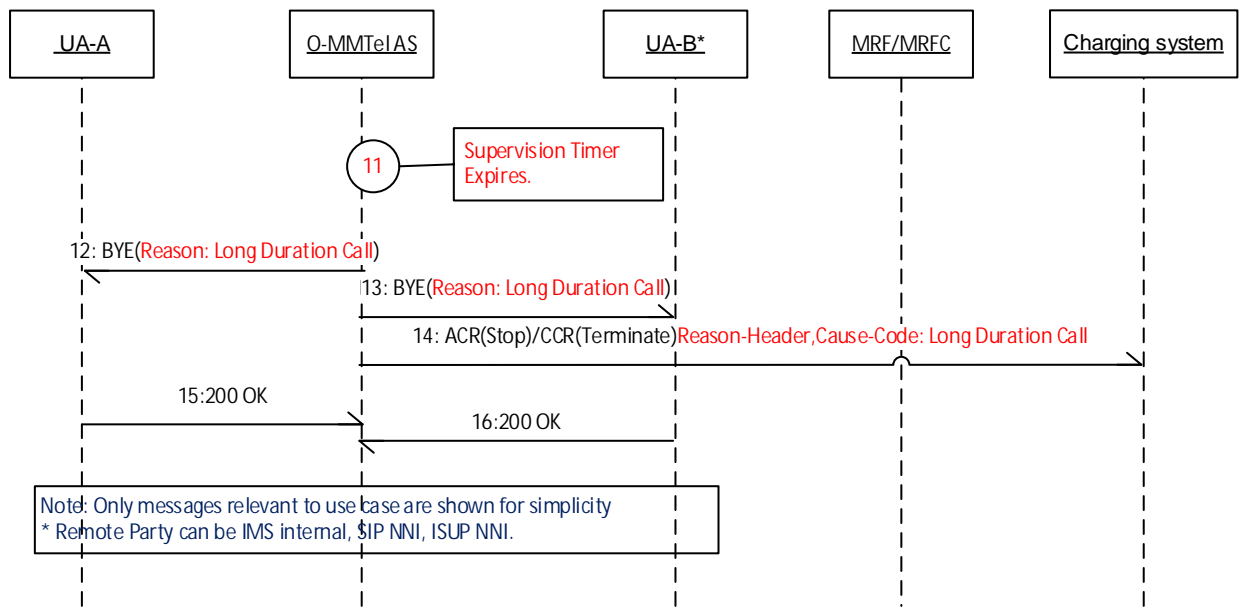 UA-A
O-MMTel AS
UA-B*
MRF/MRFC
Charging system
11
Supervision Timer
Expires.
12: BYE(Reason: Long Duration Call)
13: BYE(Reason: Long Duration Call)
14: ACR(Stop)/CCR(Terminate)Reason-Header,Cause-Code: Long Duration Call
15:200 OK
16:200 OK
Note: Only messages relevant to use case are shown for simplicity
* Remote Party can be IMS internal, SIP NNI, ISUP NNI.